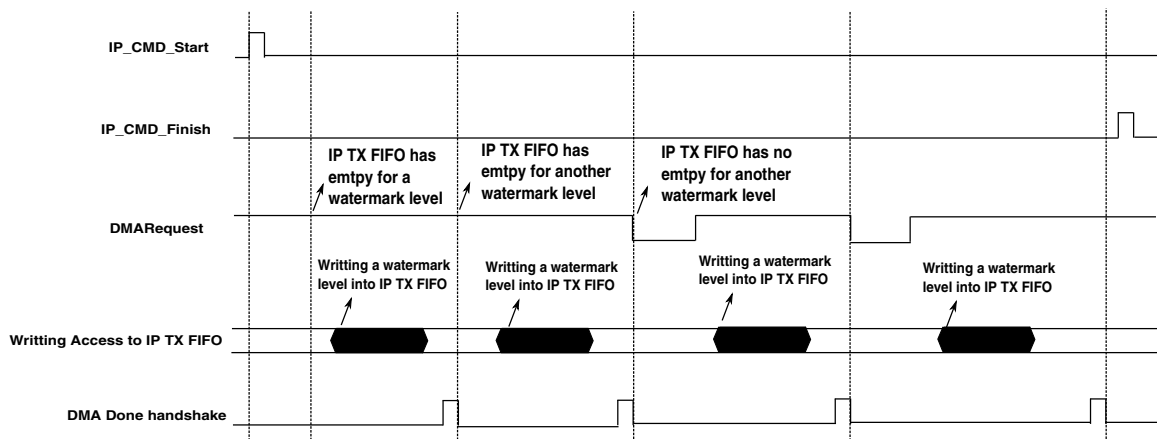 IP_CMD_Start
IP_CMD_Finish
IP TX FIFO has
emtpy for a
watermark level
IP TX FIFO has
emtpy for another
watermark level
IP TX FIFO has no
emtpy for another
watermark level
DMARequest
Writting a watermark
level into IP TX FIFO
Writting a watermark
level into IP TX FIFO
Writting a watermark
level into IP TX FIFO
Writting a watermark
level into IP TX FIFO
Writting Access to IP TX FIFO
DMA Done handshake